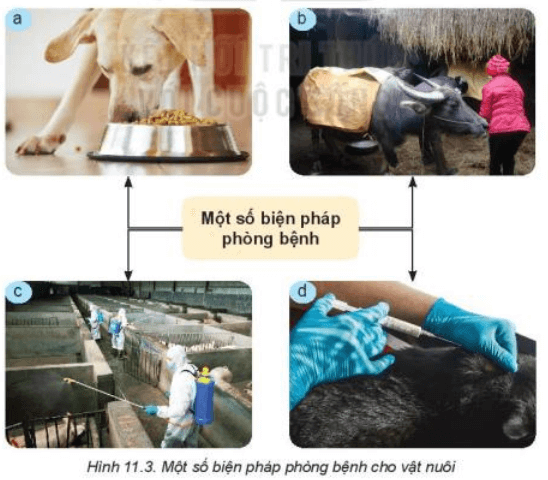 a
b
Một số biện pháp
phòng bệnh
c
d
Hình 11.3. Một số biện pháp phòng bệnh cho vật nuôi